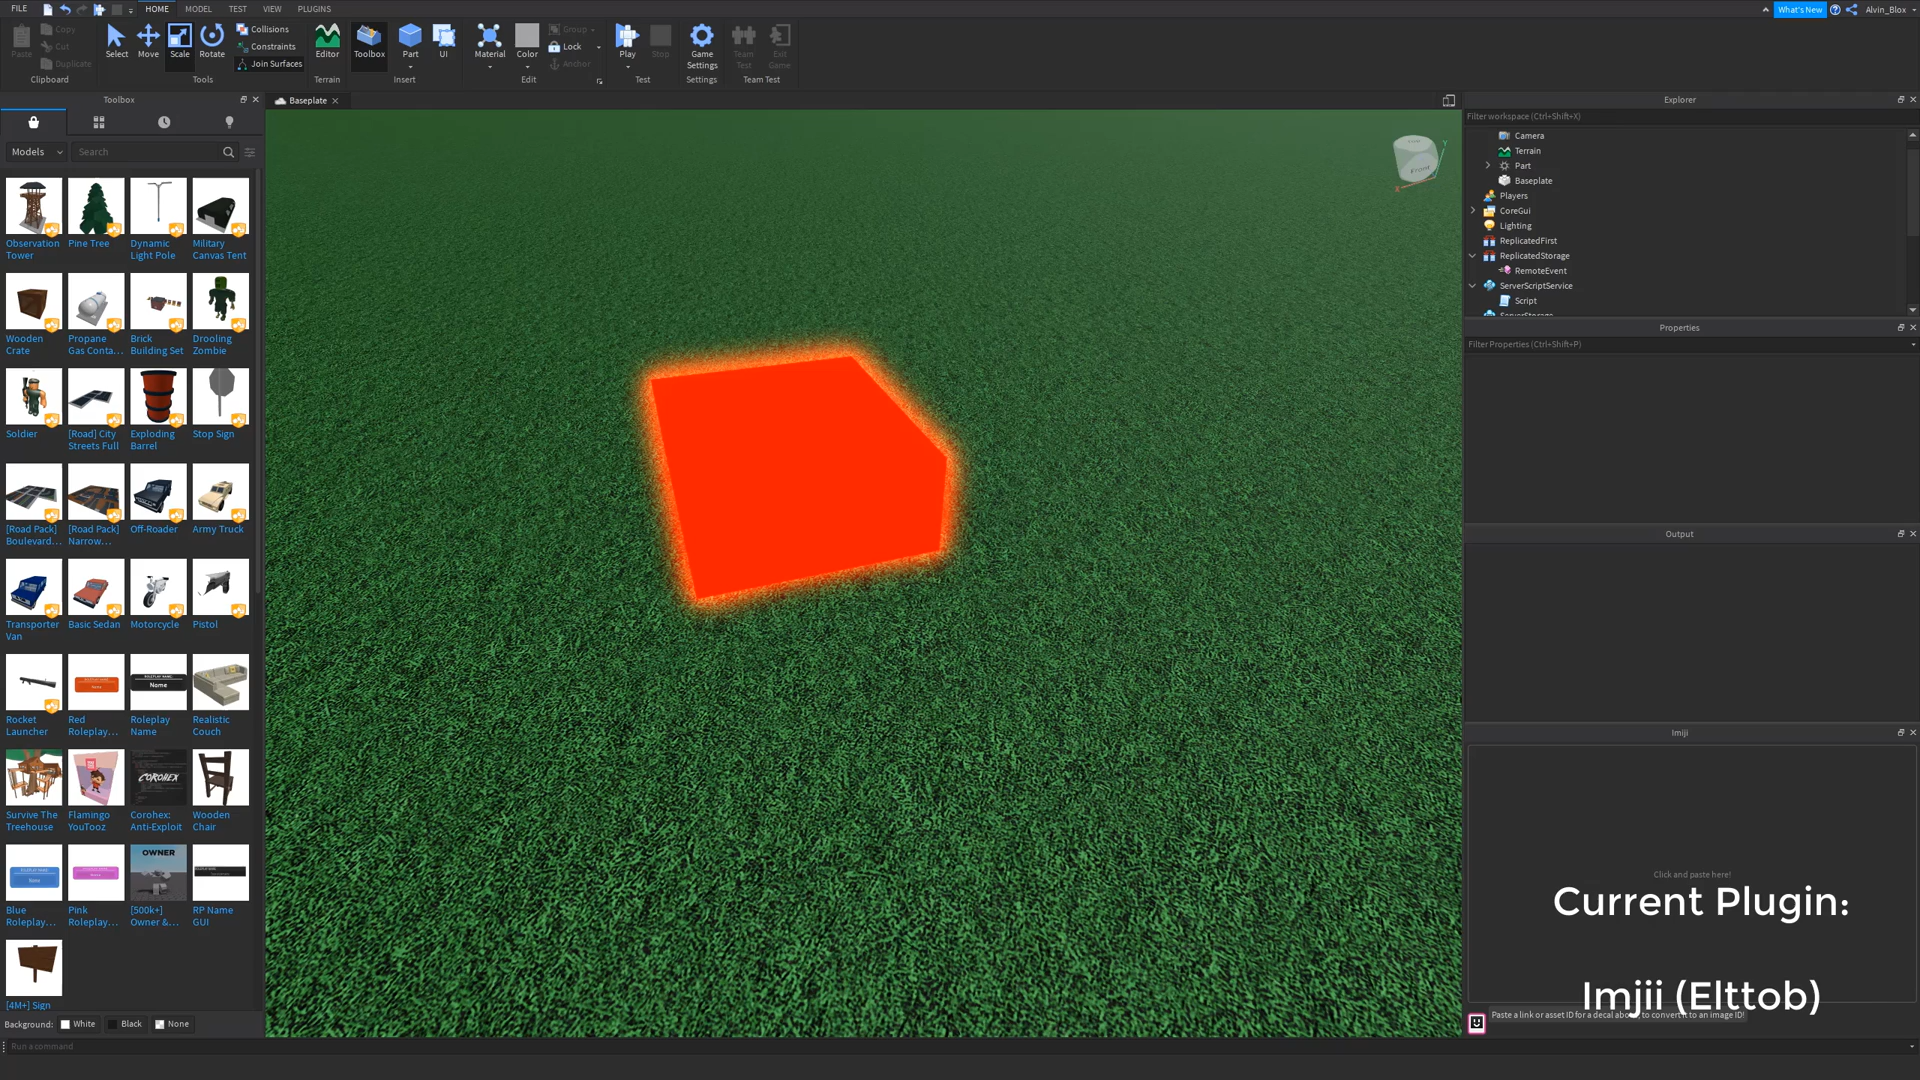 FILE
HOME
MODEL
TEST
VIEW
PLUGINS
What's New
Alvin_Blox
Paste
Copy
Cut
Duplicate
Clipboard
Select
Move
Scale
Rotate
Collisions
Constraints
Join Surfaces
Tools
Editor
Terrain
Toolbox
Part
UI
Insert
Material
Color
Group
Lock
Anchor
Edit
Play
Stop
Test
Game
Settings
Settings
Team
Test
Exit
Game
Team Test
Toolbox
Models
Search
Observation
Tower
Pine Tree
Dynamic
Light Pole
Military
Canvas Tent
Wooden
Crate
Propane
Gas Conta...
Brick
Building Set
Drooling
Zombie
Soldier
[Road] City
Streets Full
Exploding
Barrel
Stop Sign
[Road Pack]
Boulevard...
[Road Pack]
Narrow...
Off-Roader
Army Truck
Transporter
Van
Basic Sedan
Motorcycle
Pistol
Name
Rocket
Launcher
Red
Roleplay...
Roleplay
Name
Realistic
Couch
COROHEX
Survive The
Treehouse
Flamingo
YouTooz
Corohex:
Anti-Exploit
Wooden
Chair
OWNER
Blue
Roleplay...
Pink
Roleplay...
[500k+]
Owner &...
RP Name
GUI
[4M+] Sign
Background:
White
Black
None
Run a command
Baseplate
Front
Y
X
Explorer
Filter workspace (Ctrl+Shift+X)
Camera
Terrain
Part
Baseplate
Players
CoreGui
Lighting
ReplicatedFirst
ReplicatedStorage
RemoteEvent
ServerScriptService
Script
ServerStorage
Properties
Filter Properties (Ctrl+Shift+P)
Output
Imiji
Click and paste here!
Current Plugin:
Imjii (Elttob)
Paste a link or asset ID for a decal above, to convert it to an image ID!